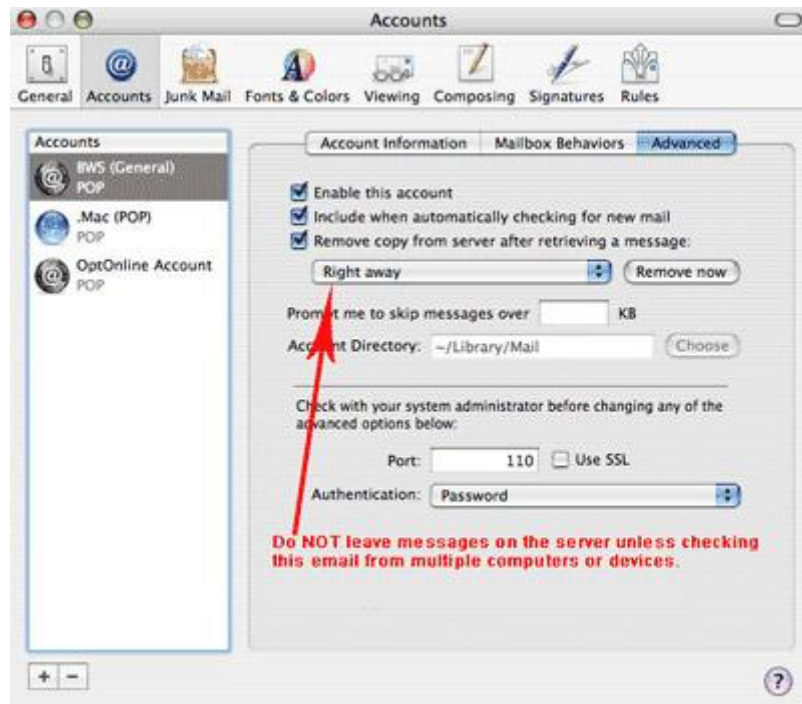 Accounts
General Accounts Junk Mail Fonts & Colors Viewing Composing Signatures Rules
Accounts
BWS (General)
POP
.Mac (POP)
POP
OptOnline Account
POP
Account Information Mailbox Behaviors Advanced
Enable this account
Include when automatically checking for new mail
Remove copy from server after retrieving a message:
Right away Remove now
Prompt me to skip messages over KB
Account Directory: ~/Library/Mail Choose
Check with your system administrator before changing any of the
advanced options below:
Port: 110 Use SSL
Authentication: Password
Do NOT leave messages on the server unless checking
this email from multiple computers or devices.
+ − ?